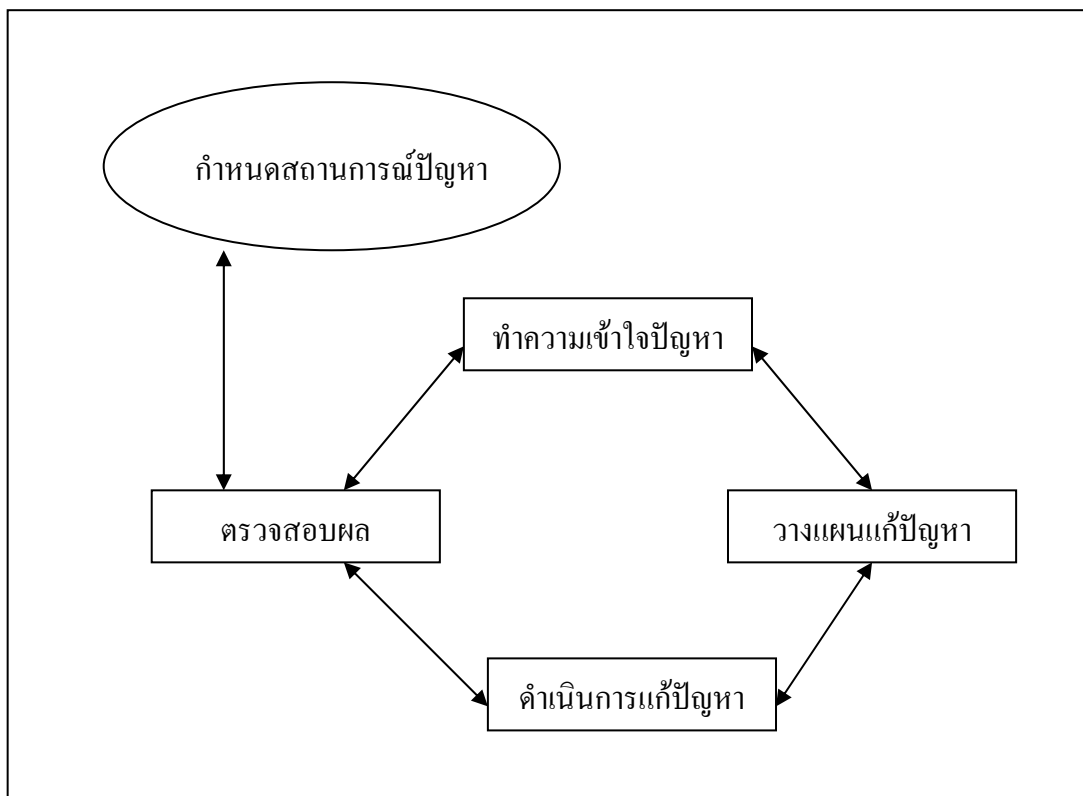 กำหนดสถานการณ์ปัญหา
ทำความเข้าใจปัญหา
ตรวจสอบผล
วางแผนแก้ปัญหา
ดำเนินการแก้ปัญหา